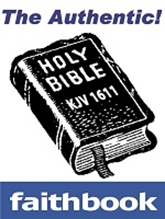 The Authentic!
HOLY
BIBLE
KJV 1611
faithbook